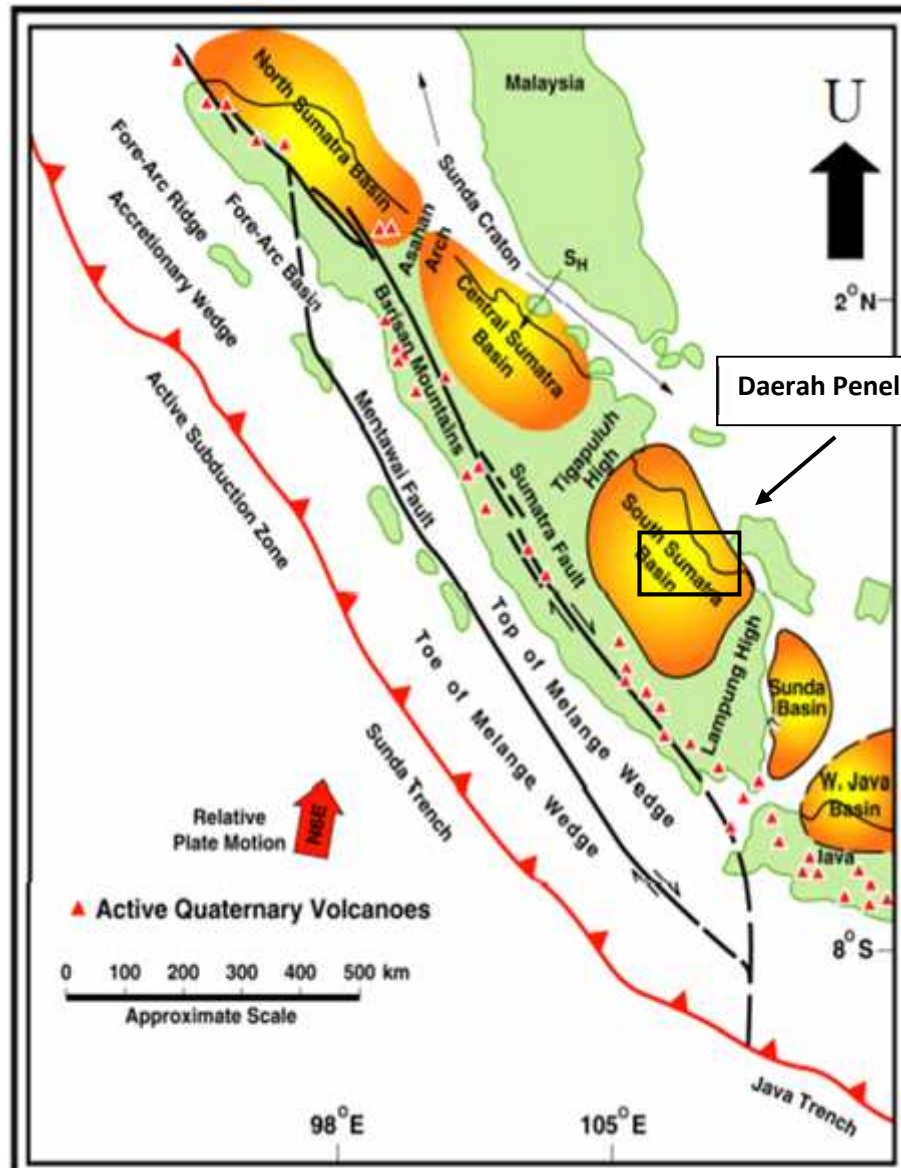 North Sumatra Basin
Malaysia
U
Fore-Arc Ridge
Accretionary Wedge
Fore-Arc Basin
Asahan
Arch
Sunda Craton
S_H
2°N
Central Sumatra
Basin
Barisan Mountains
Active Subduction Zone
Mentawai Fault
Daerah Penel
Tigapuluh
High
Sumatra Fault
South Sumatra
Basin
Top of Melange Wedge
Toe of Melange Wedge
Lampung High
Sunda
Basin
Sunda Trench
W. Java
Basin
Java
Relative
Plate Motion
N6E
Active Quaternary Volcanoes
8°S
0 100 200 300 400 500 km
Approximate Scale
Java Trench
98°E
105°E